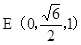 E (0, √6/2, 1)